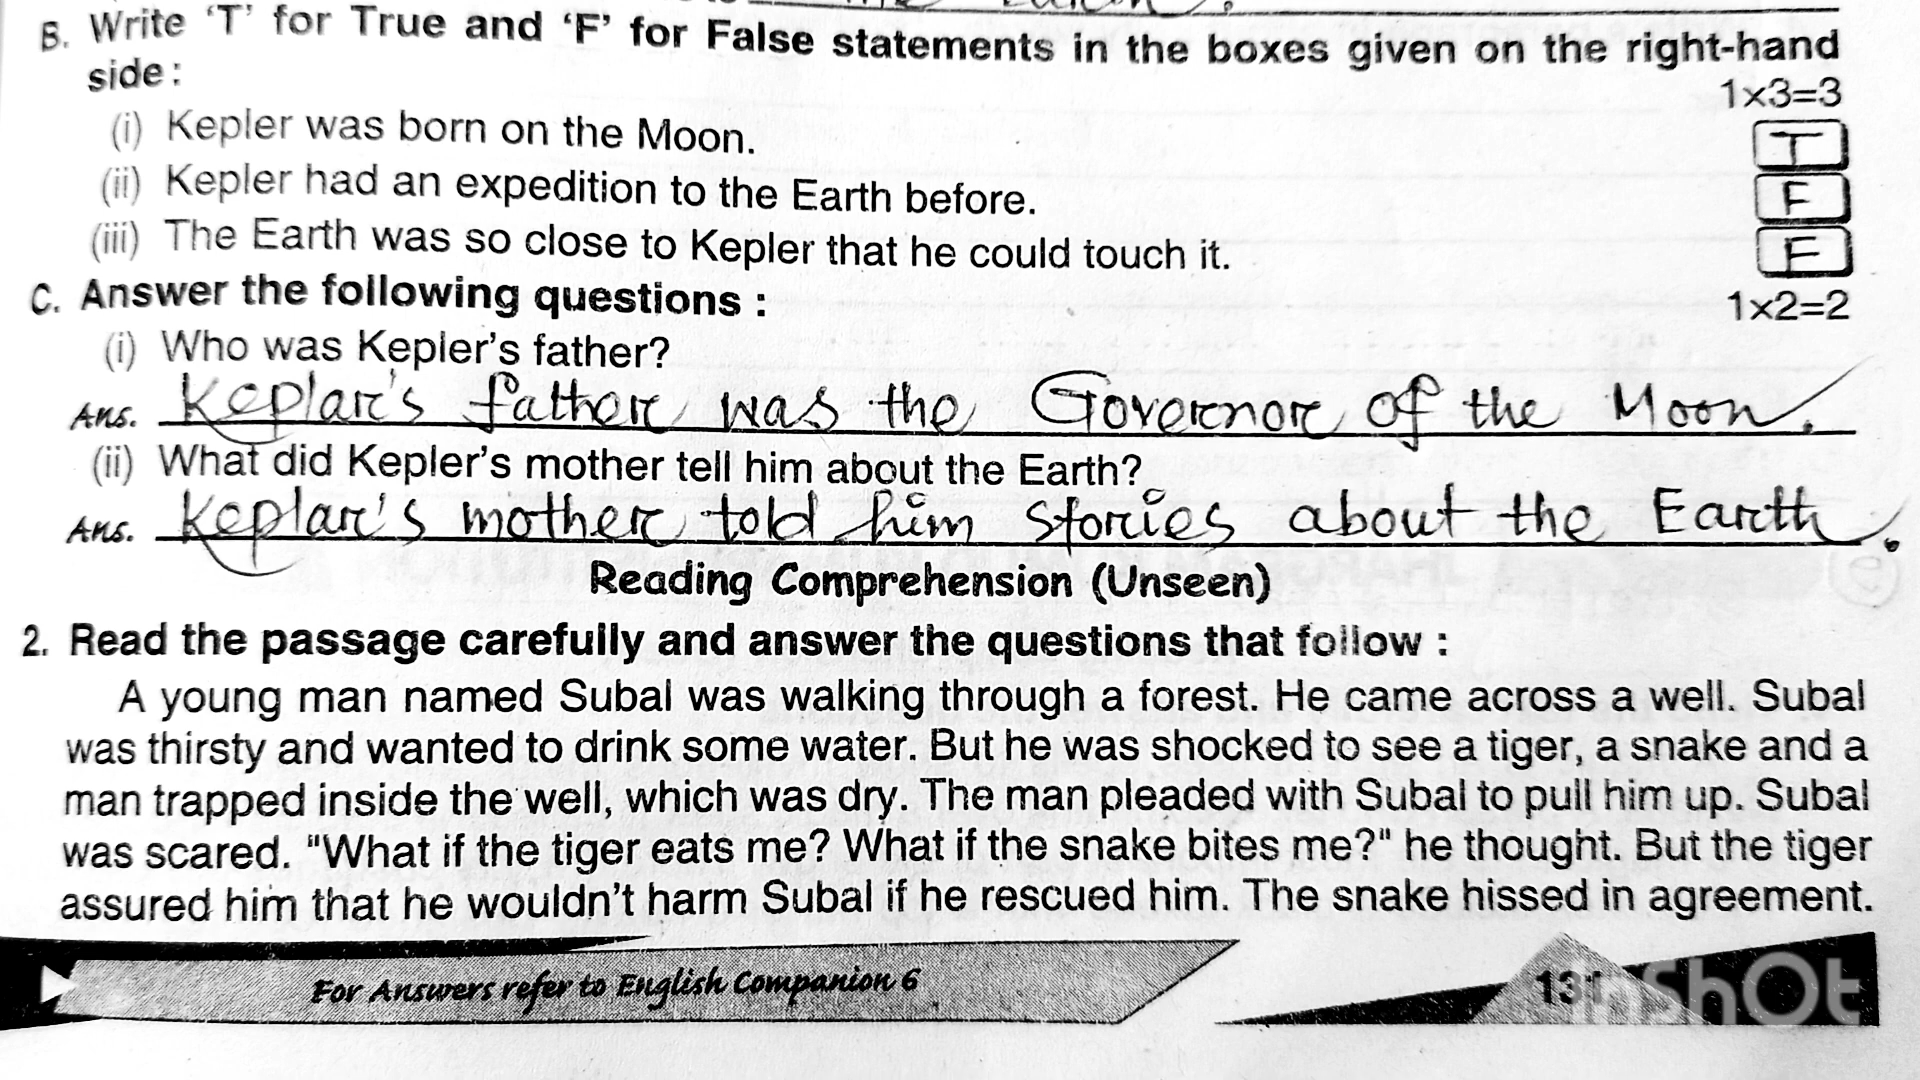 B. Write 'T' for True and 'F' for False statements in the boxes given on the right-hand
side:
1×3=3
(i) Kepler was born on the Moon.
T
(ii) Kepler had an expedition to the Earth before.
F
(iii) The Earth was so close to Kepler that he could touch it.
F
C. Answer the following questions :
1×2=2
(i) Who was Kepler's father?
Ans. Keplar's father was the Governor of the Moon.
(ii) What did Kepler's mother tell him about the Earth?
Ans. Keplar's mother told him stories about the Earth.
Reading Comprehension (Unseen)
2. Read the passage carefully and answer the questions that follow :
A young man named Subal was walking through a forest. He came across a well. Subal
was thirsty and wanted to drink some water. But he was shocked to see a tiger, a snake and a
man trapped inside the well, which was dry. The man pleaded with Subal to pull him up. Subal
was scared. "What if the tiger eats me? What if the snake bites me?" he thought. But the tiger
assured him that he wouldn't harm Subal if he rescued him. The snake hissed in agreement.
For Answers refer to English Companion 6
131
InShOt